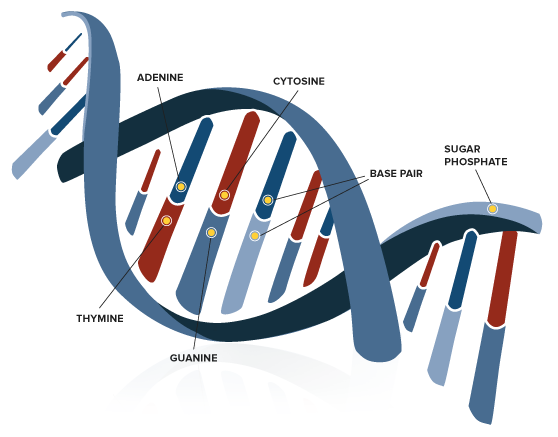 ADENINE
CYTOSINE
SUGAR
PHOSPHATE
BASE PAIR
THYMINE
GUANINE